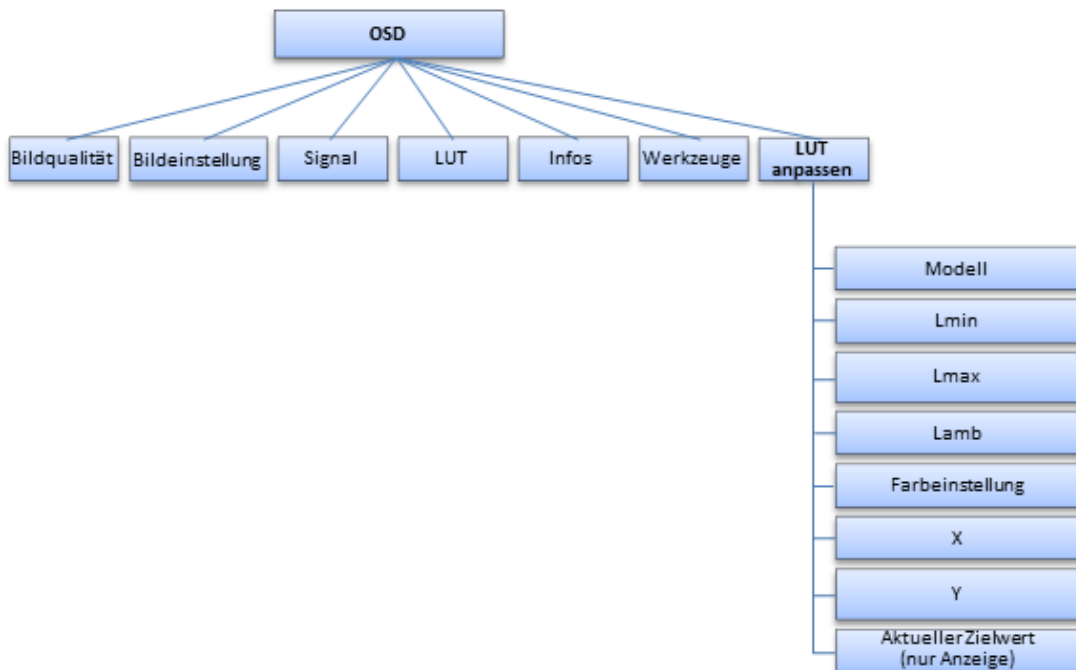 OSD
Bildqualität
Bildeinstellung
Signal
LUT
Infos
Werkzeuge
LUT
anpassen
Modell
Lmin
Lmax
Lamb
Farbeinstellung
X
Y
Aktueller Zielwert
(nur Anzeige)